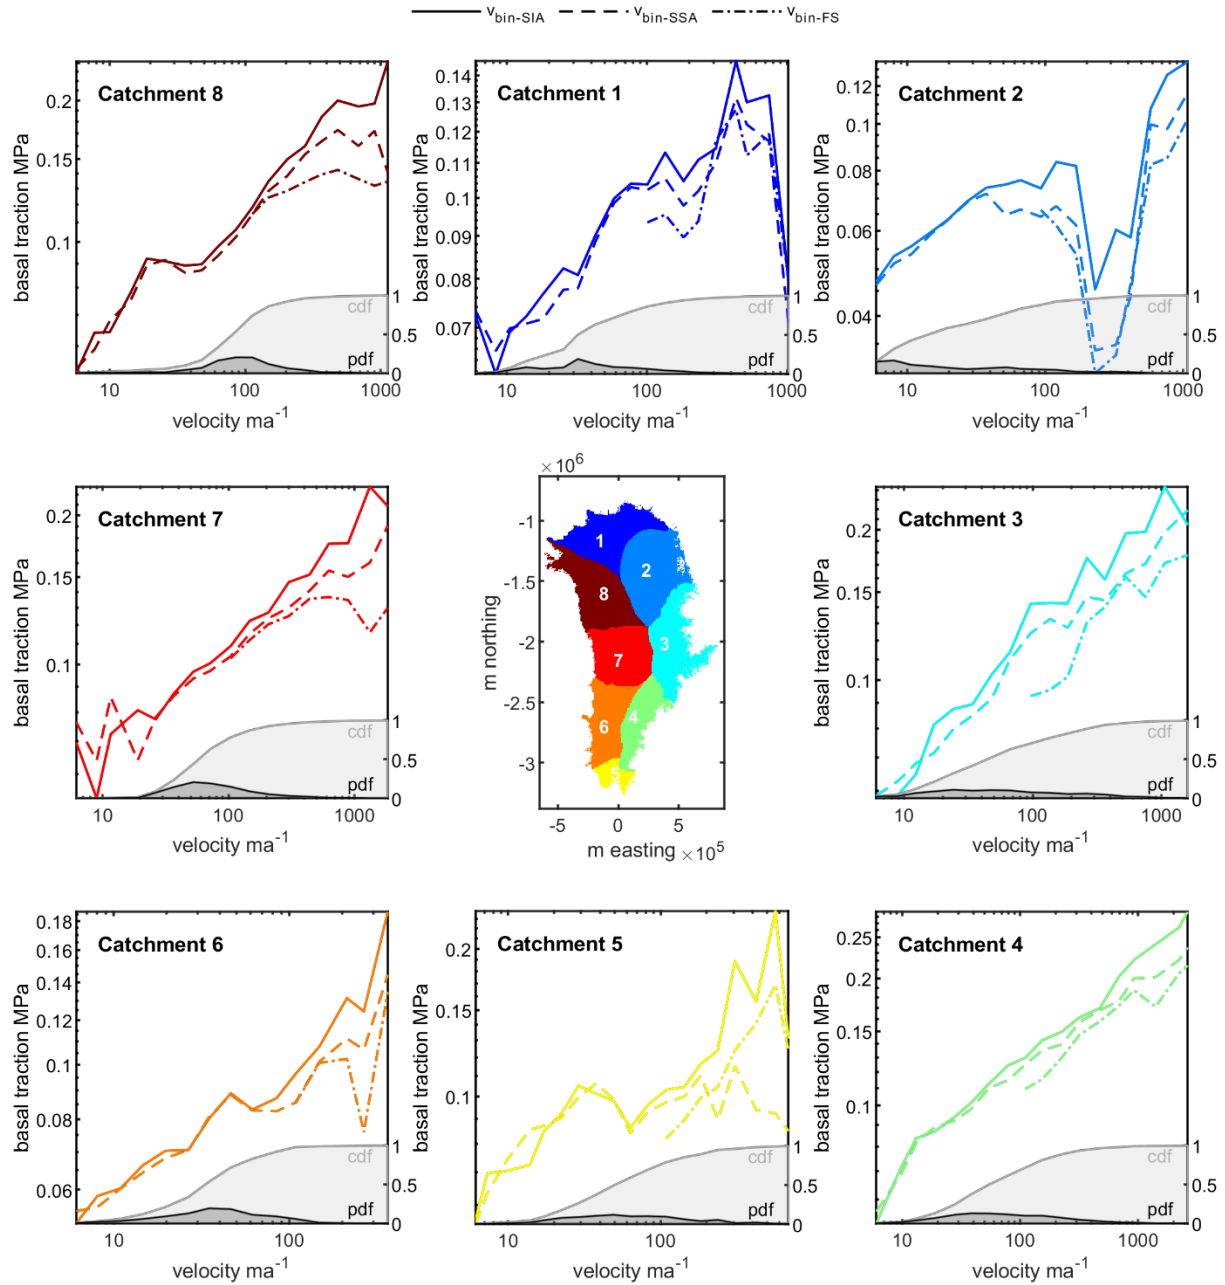 v_bin-SIA v_bin-SSA v_bin-FS
Catchment 8
basal traction MPa
0.2
0.15
0.1
1
0.5
0
cdf
pdf
10 100 1000
velocity ma^-1
Catchment 1
basal traction MPa
0.14
0.13
0.12
0.11
0.1
0.09
0.08
0.07
1
0.5
0
cdf
pdf
10 100 1000
velocity ma^-1
Catchment 2
basal traction MPa
0.12
0.1
0.08
0.06
0.04
1
0.5
0
cdf
pdf
10 100 1000
velocity ma^-1
Catchment 7
basal traction MPa
0.2
0.15
0.1
1
0.5
0
cdf
pdf
10 100 1000
velocity ma^-1
×10^6
m northing
-1
-1.5
-2
-2.5
-3
1
2
8
3
7
4
6
5
-5 0 5
m easting ×10^5
Catchment 3
basal traction MPa
0.2
0.15
0.1
1
0.5
0
cdf
pdf
10 100 1000
velocity ma^-1
Catchment 6
basal traction MPa
0.18
0.16
0.14
0.12
0.1
0.08
0.06
1
0.5
0
cdf
pdf
10 100
velocity ma^-1
Catchment 5
basal traction MPa
0.2
0.15
0.1
1
0.5
0
cdf
pdf
10 100
velocity ma^-1
Catchment 4
basal traction MPa
0.25
0.2
0.15
0.1
1
0.5
0
cdf
pdf
10 100 1000
velocity ma^-1